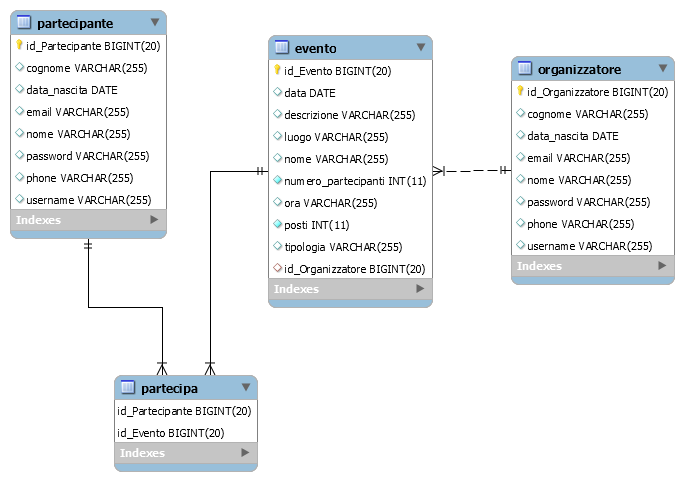 partecipante
id_Partecipante BIGINT(20)
cognome VARCHAR(255)
data_nascita DATE
email VARCHAR(255)
nome VARCHAR(255)
password VARCHAR(255)
phone VARCHAR(255)
username VARCHAR(255)
Indexes
evento
id_Evento BIGINT(20)
data DATE
descrizione VARCHAR(255)
luogo VARCHAR(255)
nome VARCHAR(255)
numero_partecipanti INT(11)
ora VARCHAR(255)
posti INT(11)
tipologia VARCHAR(255)
id_Organizzatore BIGINT(20)
Indexes
organizzatore
id_Organizzatore BIGINT(20)
cognome VARCHAR(255)
data_nascita DATE
email VARCHAR(255)
nome VARCHAR(255)
password VARCHAR(255)
phone VARCHAR(255)
username VARCHAR(255)
Indexes
partecipa
id_Partecipante BIGINT(20)
id_Evento BIGINT(20)
Indexes